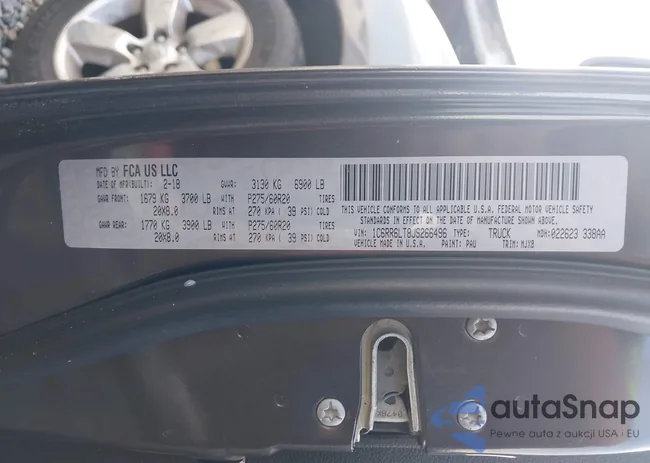 MFD BY FCA US LLC
DATE OF MFR(BUILT): 2-18 GVWR: 3130 KG 6900 LB
GAWR FRONT: 1679 KG 3700 LB WITH P275/60R20 TIRES
20X8.0 RIMS AT 270 KPA ( 39 PSI) COLD
GAWR REAR: 1770 KG 3900 LB WITH P275/60R20 TIRES
20X8.0 RIMS AT 270 KPA ( 39 PSI) COLD
THIS VEHICLE CONFORMS TO ALL APPLICABLE U.S.A. FEDERAL MOTOR VEHICLE SAFETY
STANDARDS IN EFFECT ON THE DATE OF MANUFACTURE SHOWN ABOVE.
VIN: 1C6RR6LT8JS266496 TYPE: TRUCK MDH: 022623 338AA
PAINT: PAU TRIM: MJX8
autaSnap
Pewne auta z aukcji USA i EU